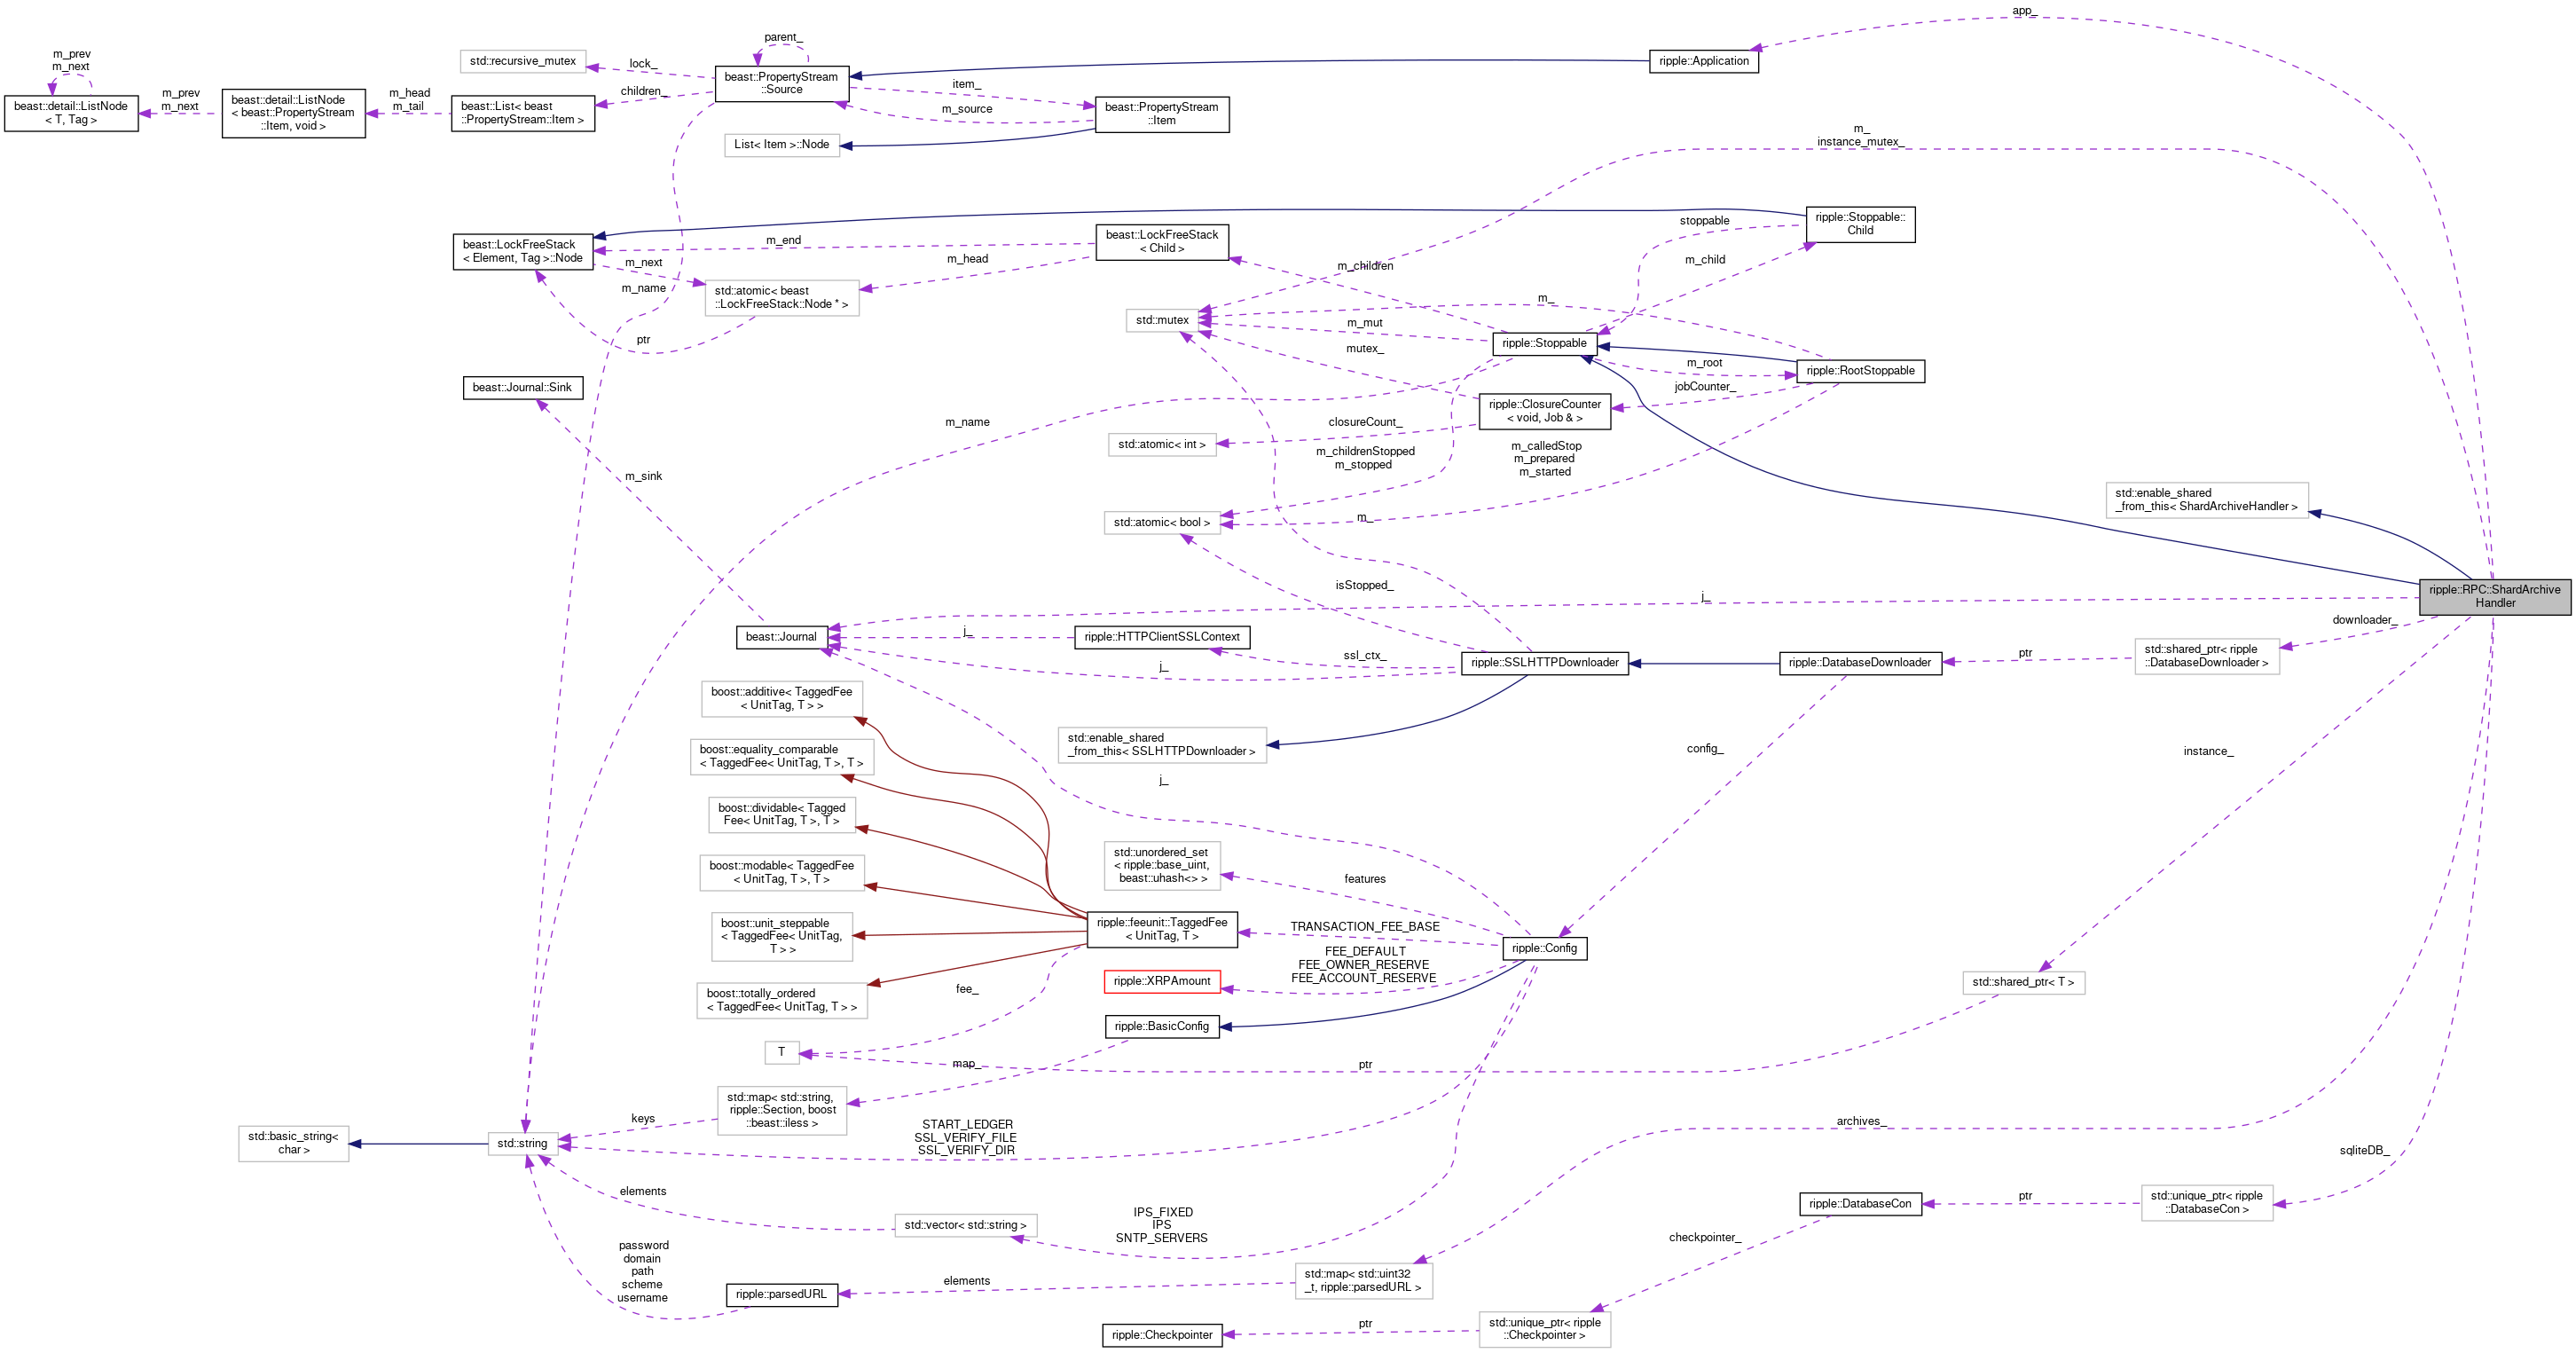 app_
parent_
m_prev
m_next
std::recursive_mutex
lock_
ripple::Application
beast::PropertyStream
::Source
item_
m_prev
m_next
m_head
m_tail
children_
beast::detail::ListNode
< T, Tag >
beast::detail::ListNode
< beast::PropertyStream
::Item, void >
beast::List< beast
::PropertyStream::Item >
m_source
beast::PropertyStream
::Item
List< Item >::Node
m_
instance_mutex_
stoppable
ripple::Stoppable::
Child
beast::LockFreeStack
< Element, Tag >::Node
m_end
beast::LockFreeStack
< Child >
m_next
m_head
m_children
m_child
m_name
std::atomic< beast
::LockFreeStack::Node * >
m_
std::mutex
m_mut
ptr
mutex_
ripple::Stoppable
m_root
ripple::RootStoppable
beast::Journal::Sink
jobCounter_
ripple::ClosureCounter
< void, Job & >
m_name
closureCount_
std::atomic< int >
m_childrenStopped
m_stopped
m_calledStop
m_prepared
m_started
m_sink
std::enable_shared
_from_this< ShardArchiveHandler >
std::atomic< bool >
m_
isStopped_
j_
ripple::RPC::ShardArchive
Handler
downloader_
beast::Journal
j_
ripple::HTTPClientSSLContext
ssl_ctx_
j_
ripple::SSLHTTPDownloader
ripple::DatabaseDownloader
ptr
std::shared_ptr< ripple
::DatabaseDownloader >
boost::additive< TaggedFee
< UnitTag, T > >
std::enable_shared
_from_this< SSLHTTPDownloader >
config_
instance_
boost::equality_comparable
< TaggedFee< UnitTag, T >, T >
j_
boost::dividable< Tagged
Fee< UnitTag, T >, T >
boost::modable< TaggedFee
< UnitTag, T >, T >
std::unordered_set
< ripple::base_uint,
beast::uhash<> >
features
boost::unit_steppable
< TaggedFee< UnitTag,
T > >
ripple::feeunit::TaggedFee
< UnitTag, T >
TRANSACTION_FEE_BASE
ripple::Config
FEE_DEFAULT
FEE_OWNER_RESERVE
FEE_ACCOUNT_RESERVE
boost::totally_ordered
< TaggedFee< UnitTag, T > >
fee_
ripple::XRPAmount
std::shared_ptr< T >
ripple::BasicConfig
T
map_
ptr
std::map< std::string,
ripple::Section, boost
::beast::iless >
keys
START_LEDGER
SSL_VERIFY_FILE
SSL_VERIFY_DIR
archives_
std::basic_string<
char >
std::string
sqliteDB_
elements
std::vector< std::string >
IPS_FIXED
IPS
SNTP_SERVERS
ripple::DatabaseCon
ptr
std::unique_ptr< ripple
::DatabaseCon >
checkpointer_
password
domain
path
scheme
username
ripple::parsedURL
elements
std::map< std::uint32
_t, ripple::parsedURL >
ripple::Checkpointer
ptr
std::unique_ptr< ripple
::Checkpointer >